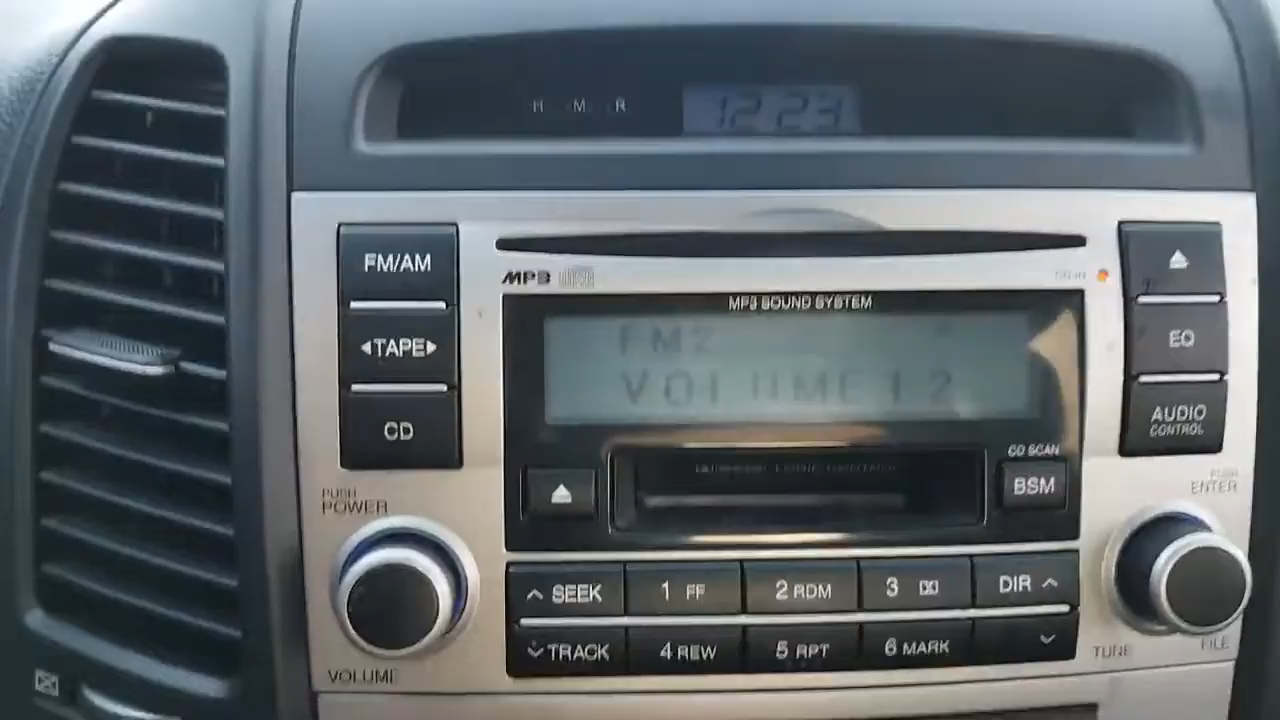 H M R 12:23
FM/AM
◀TAPE▶
CD
MP3
CD-IN
MP3 SOUND SYSTEM
FM2
VOLUME 12
EQ
AUDIO
CONTROL
CD SCAN
BSM
PUSH
POWER
VOLUME
PUSH
ENTER
TUNE
FILE
SEEK 1 FF 2 RDM 3 DIR
TRACK 4 REW 5 RPT 6 MARK